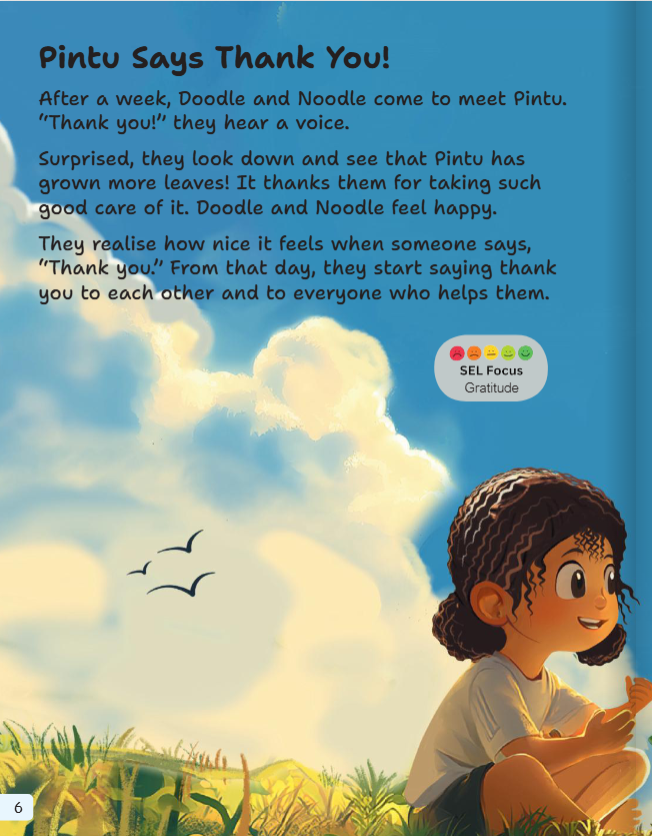 Pintu Says Thank You!
After a week, Doodle and Noodle come to meet Pintu.
“Thank you!” they hear a voice.
Surprised, they look down and see that Pintu has
grown more leaves! It thanks them for taking such
good care of it. Doodle and Noodle feel happy.
They realise how nice it feels when someone says,
“Thank you.” From that day, they start saying thank
you to each other and to everyone who helps them.
SEL Focus
Gratitude
6